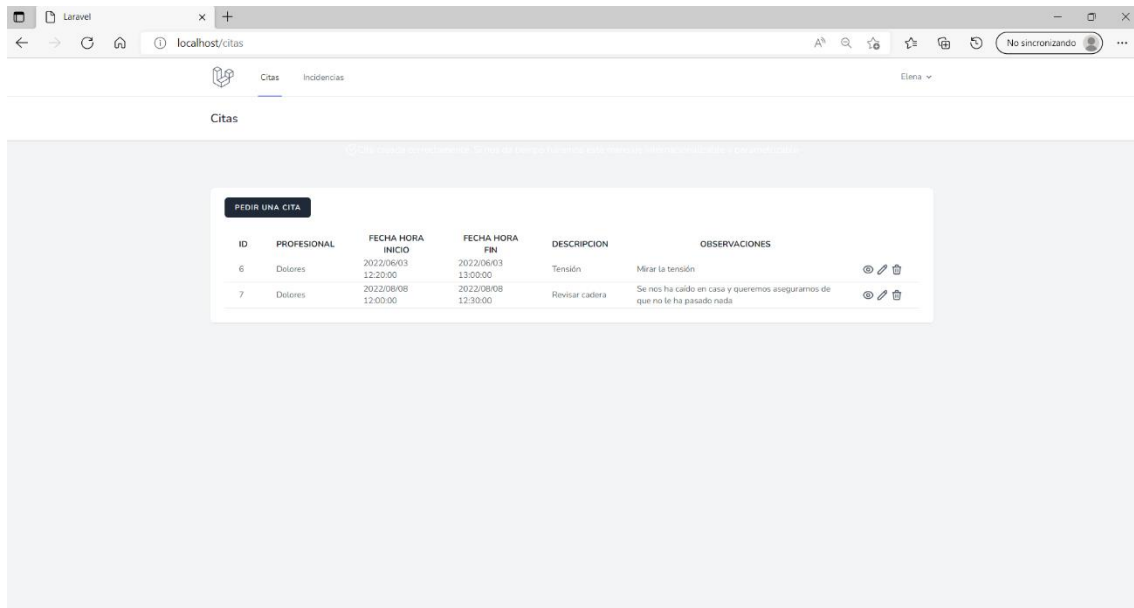 Laravel
localhost/citas
No sincronizando
Citas Incidencias Elena
Citas
PEDIR UNA CITA
ID PROFESIONAL FECHA HORA INICIO FECHA HORA FIN DESCRIPCION OBSERVACIONES
6 Dolores 2022/06/03 12:20:00 2022/06/03 13:00:00 Tensión Mirar la tensión
7 Dolores 2022/08/08 12:00:00 2022/08/08 12:30:00 Revisar cadera Se nos ha caído en casa y queremos asegurarnos de
que no le ha pasado nada